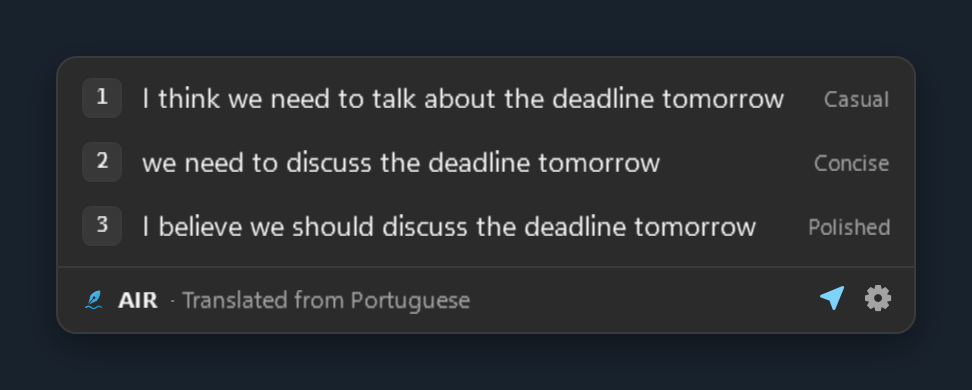 1 I think we need to talk about the deadline tomorrow Casual
2 we need to discuss the deadline tomorrow Concise
3 I believe we should discuss the deadline tomorrow Polished
AIR · Translated from Portuguese